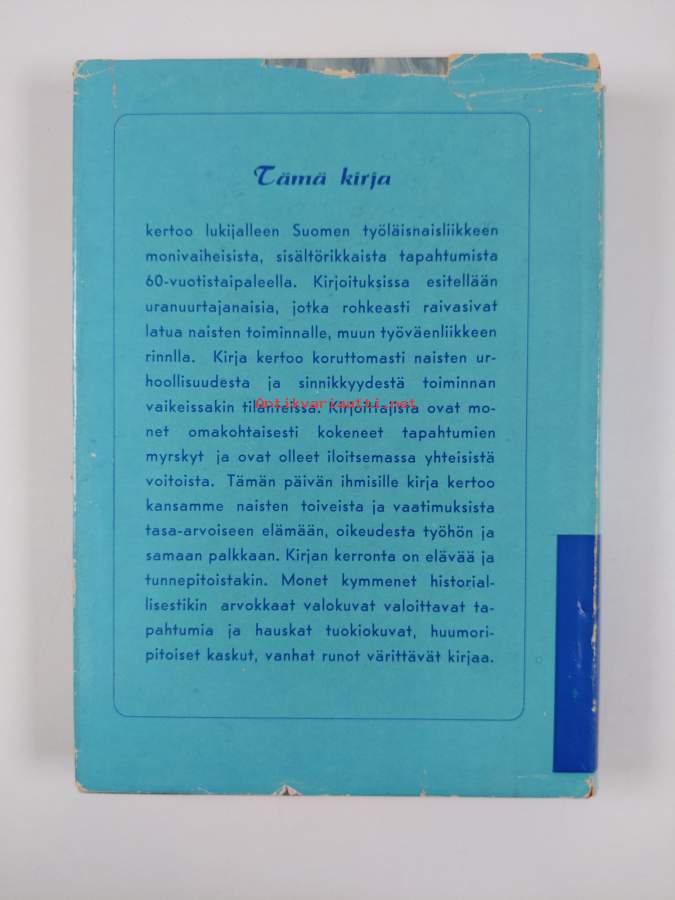 Tämä kirja
kertoo lukijalleen Suomen työläisnaisliikkeen
monivaiheisista, sisältörikkaista tapahtumista
60-vuotistaipaleella. Kirjoituksissa esitellään
uranuurtajanaisia, jotka rohkeasti raivasivat
latua naisten toiminnalle, muun työväenliikkeen
rinnlla. Kirja kertoo koruttomasti naisten ur-
hoollisuudesta ja sinnikkyydestä toiminnan
vaikeissakin tilanteissa. Kirjoittajista ovat mo-
Antikvariaatti.net
net omakohtaisesti kokeneet tapahtumien
myrskyt ja ovat olleet iloitsemassa yhteisistä
voitoista. Tämän päivän ihmisille kirja kertoo
kansamme naisten toiveista ja vaatimuksista
tasa-arvoiseen elämään, oikeudesta työhön ja
samaan palkkaan. Kirjan kerronta on elävää ja
tunnepitoistakin. Monet kymmenet historial-
lisestikin arvokkaat valokuvat valoittavat ta-
pahtumia ja hauskat tuokiokuvat, huumori-
pitoiset kaskut, vanhat runot värittävät kirjaa.